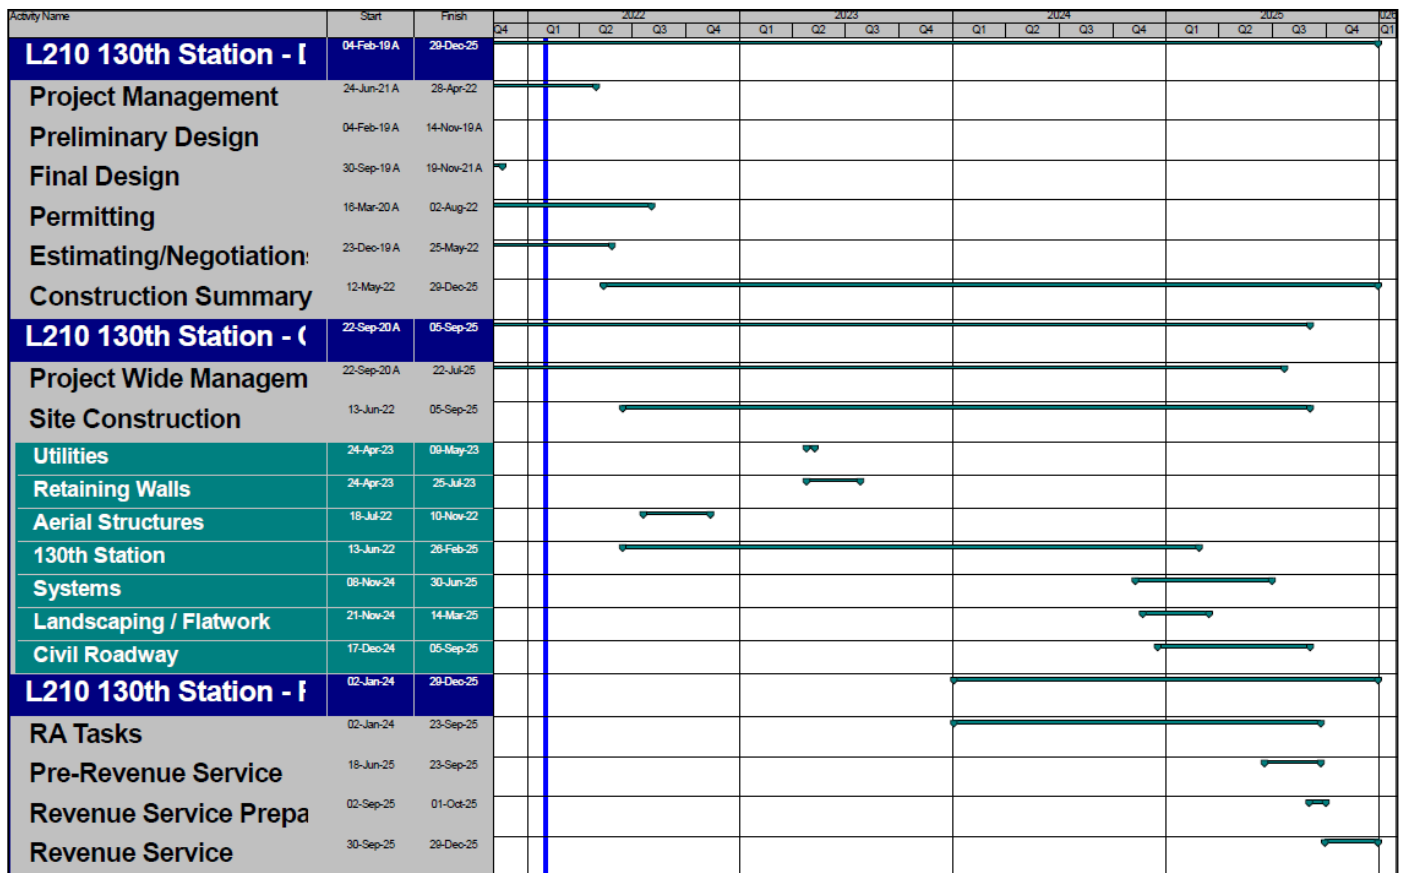 Activity Name Start Finish 2022 2023 2024 2025 026
Q4 Q1 Q2 Q3 Q4 Q1 Q2 Q3 Q4 Q1 Q2 Q3 Q4 Q1 Q2 Q3 Q4 Q1
L210 130th Station - 04-Feb-19 A 29-Dec-25
Project Management 24-Jun-21 A 28-Apr-22
Preliminary Design 04-Feb-19 A 14-Nov-19 A
Final Design 30-Sep-19 A 19-Nov-21 A
Permitting 16-Mar-20 A 02-Aug-22
Estimating/Negotiation 23-Dec-19 A 25-May-22
Construction Summary 12-May-22 29-Dec-25
L210 130th Station - 22-Sep-20 A 05-Sep-25
Project Wide Managem 22-Sep-20 A 22-Jul-25
Site Construction 13-Jun-22 05-Sep-25
Utilities 24-Apr-23 09-May-23
Retaining Walls 24-Apr-23 25-Jul-23
Aerial Structures 18-Jul-22 10-Nov-22
130th Station 13-Jun-22 26-Feb-25
Systems 08-Nov-24 30-Jun-25
Landscaping / Flatwork 21-Nov-24 14-Mar-25
Civil Roadway 17-Dec-24 05-Sep-25
L210 130th Station - 02-Jan-24 29-Dec-25
RA Tasks 02-Jan-24 23-Sep-25
Pre-Revenue Service 18-Jun-25 23-Sep-25
Revenue Service Prepa 02-Sep-25 01-Oct-25
Revenue Service 30-Sep-25 29-Dec-25